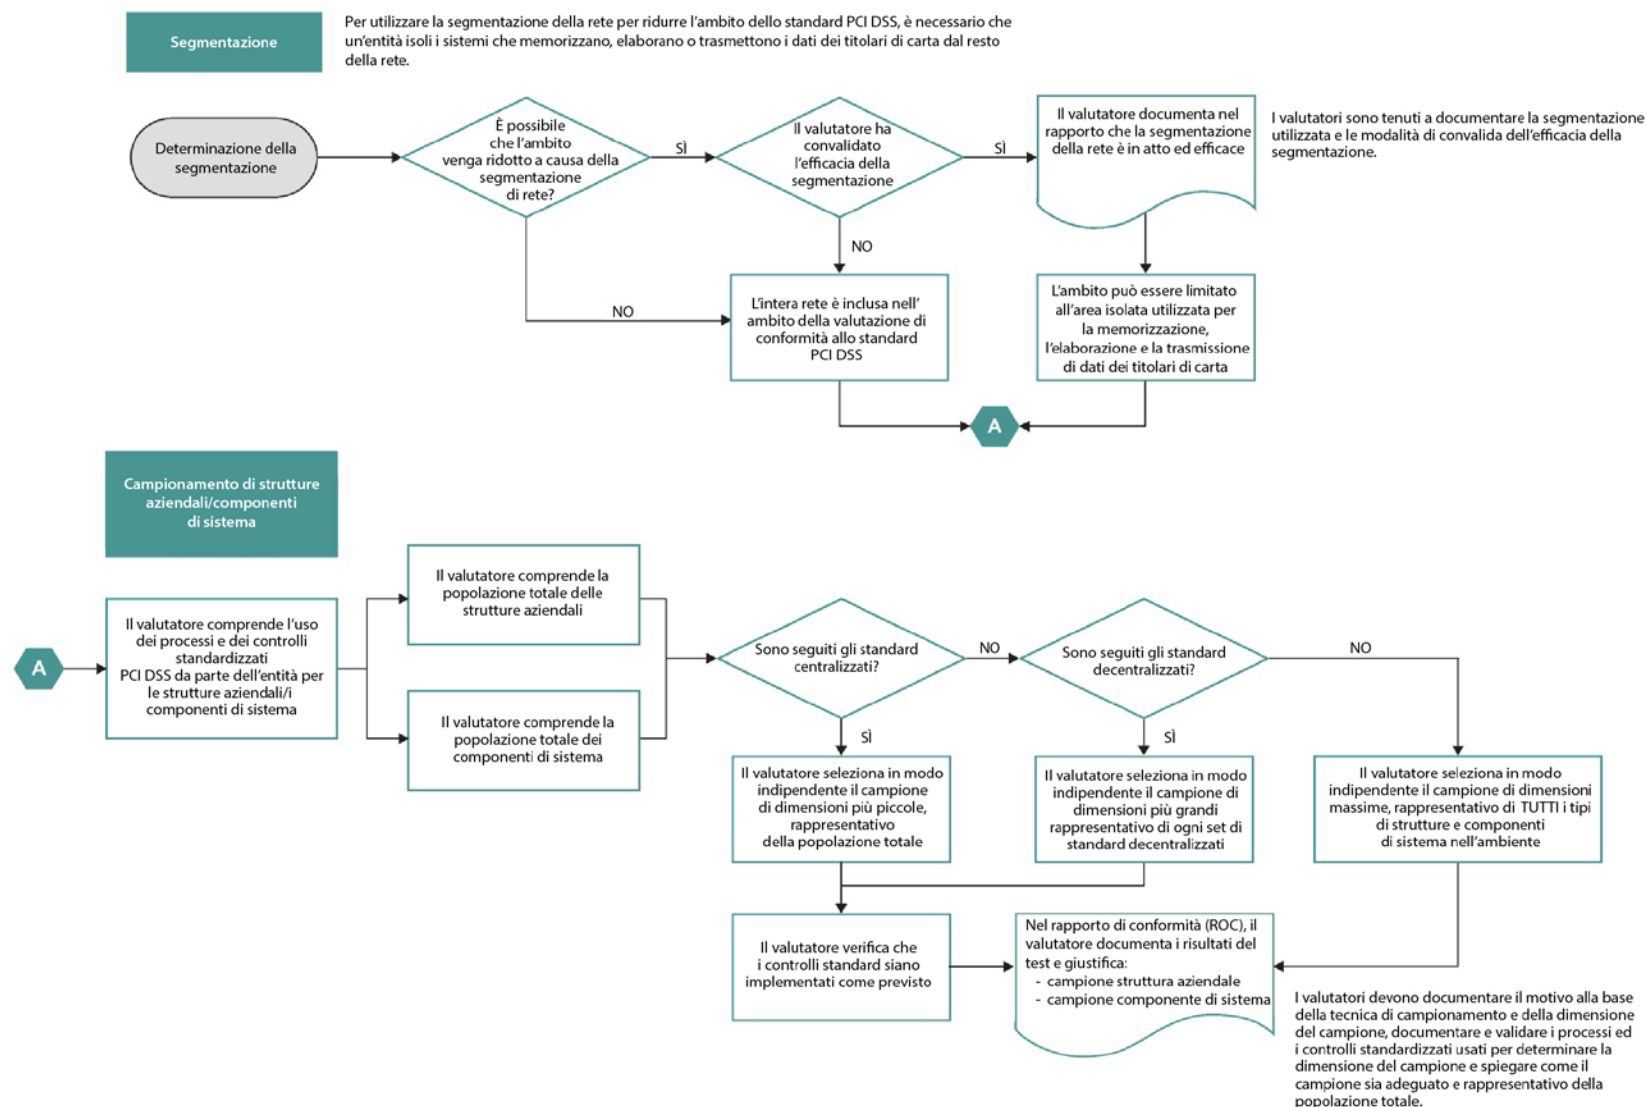 Segmentazione
Per utilizzare la segmentazione della rete per ridurre l'ambito dello standard PCI DSS, è necessario che
un'entità isoli i sistemi che memorizzano, elaborano o trasmettono i dati dei titolari di carta dal resto
della rete.
Determinazione della
segmentazione
È possibile
che l'ambito
venga ridotto a causa della
segmentazione
di rete?
SÌ
Il valutatore ha
convalidato
l'efficacia della
segmentazione
SÌ
Il valutatore documenta nel
rapporto che la segmentazione
della rete è in atto ed efficace
I valutatori sono tenuti a documentare la segmentazione
utilizzata e le modalità di convalida dell'efficacia della
segmentazione.
NO
NO
L'intera rete è inclusa nell'
ambito della valutazione di
conformità allo standard
PCI DSS
L'ambito può essere limitato
all'area isolata utilizzata per
la memorizzazione,
l'elaborazione e la trasmissione
di dati dei titolari di carta
A
Campionamento di strutture
aziendali/componenti
di sistema
A
Il valutatore comprende l'uso
dei processi e dei controlli
standardizzati
PCI DSS da parte dell'entità per
le strutture aziendali/i
componenti di sistema
Il valutatore comprende la
popolazione totale delle
strutture aziendali
Il valutatore comprende la
popolazione totale dei
componenti di sistema
Sono seguiti gli standard
centralizzati?
NO
Sono seguiti gli standard
decentralizzati?
NO
SÌ
SÌ
Il valutatore seleziona in modo
indipendente il campione
di dimensioni più piccole,
rappresentativo
della popolazione totale
Il valutatore seleziona in modo
indipendente il campione di
dimensioni più grandi
rappresentativo di ogni set di
standard decentralizzati
Il valutatore seleziona in modo
indipendente il campione di dimensioni
massime, rappresentativo di TUTTI i tipi
di strutture e componenti
di sistema nell'ambiente
Il valutatore verifica che
i controlli standard siano
implementati come previsto
Nel rapporto di conformità (ROC), il
valutatore documenta i risultati del
test e giustifica:
- campione struttura aziendale
- campione componente di sistema
I valutatori devono documentare il motivo alla base
della tecnica di campionamento e della dimensione
del campione, documentare e validare i processi ed
i controlli standardizzati usati per determinare la
dimensione del campione e spiegare come il
campione sia adeguato e rappresentativo della
popolazione totale.